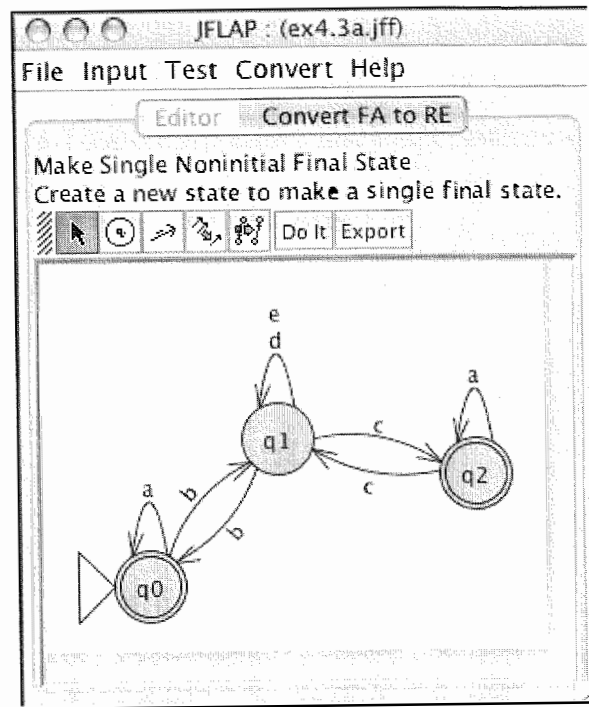 JFLAP : (ex4.3a.jff)
File Input Test Convert Help
Editor Convert FA to RE
Make Single Noninitial Final State
Create a new state to make a single final state.
Do It Export
e
d
a
q1
c
q2
c
a
b
b
q0